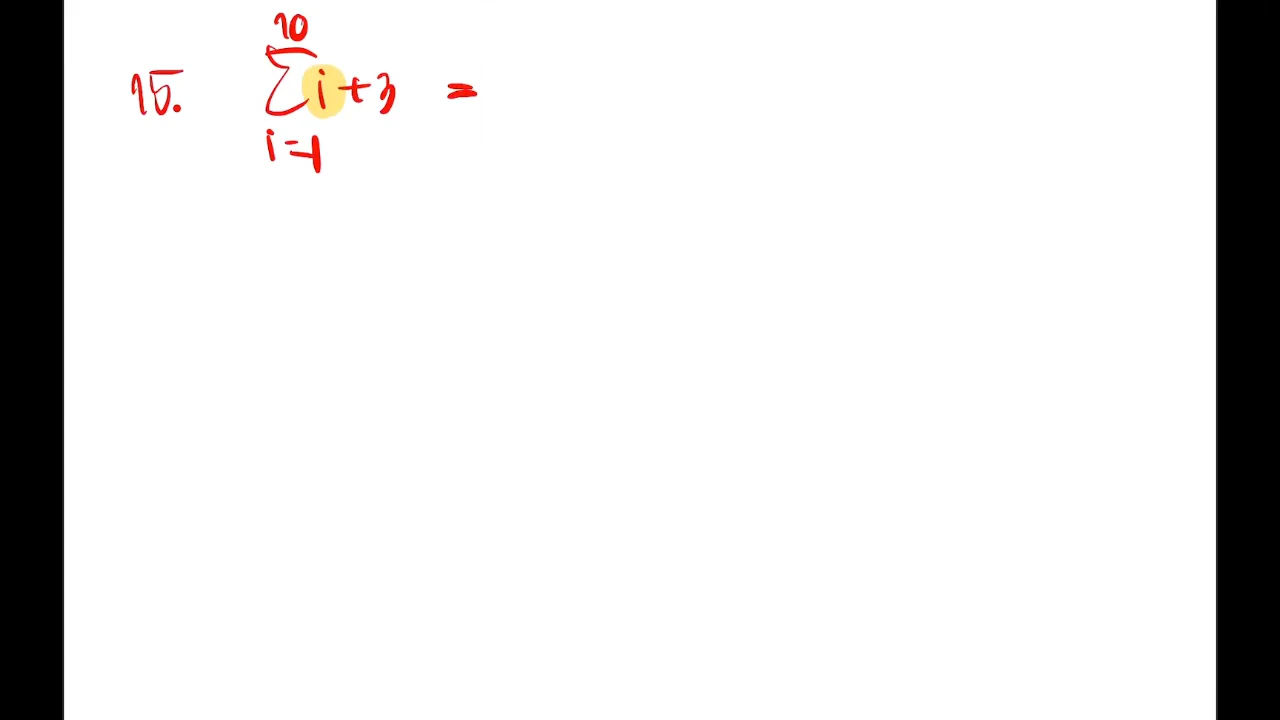 10
15. ∑ i + 3 =
i = 1